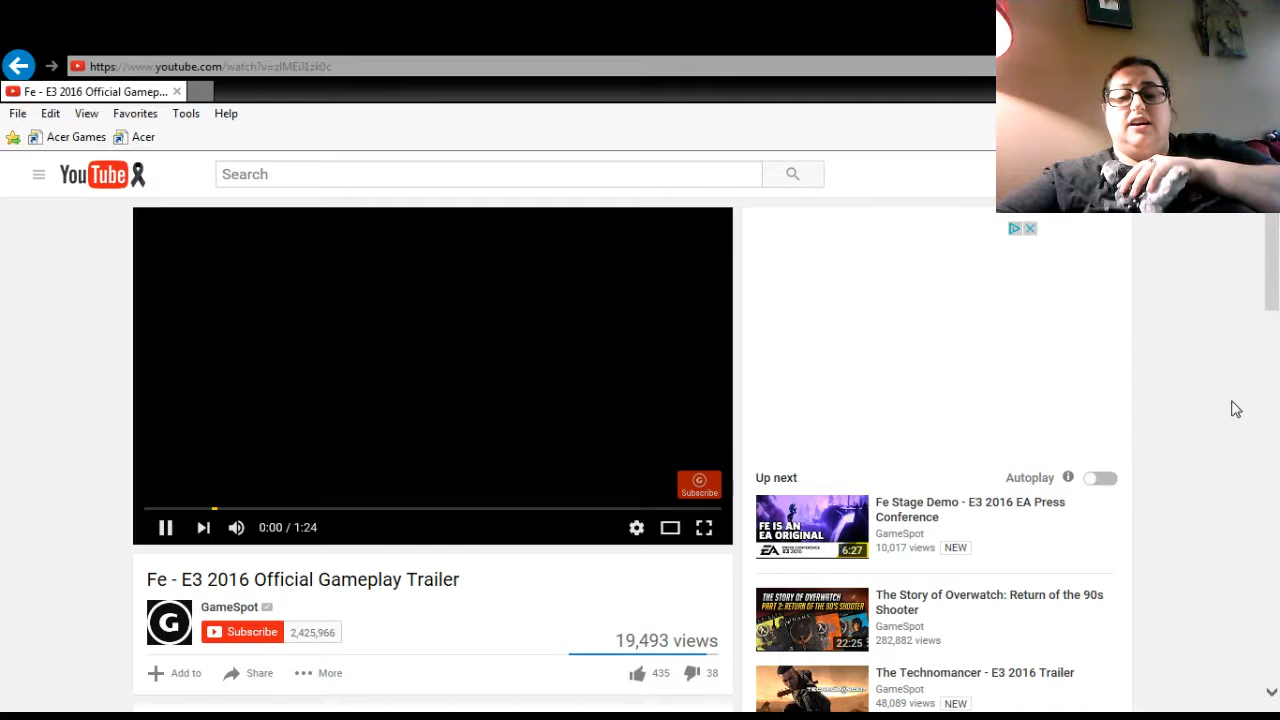 https://www.youtube.com/watch?v=zlMEiJ1zk0c
Fe - E3 2016 Official Gamep...
File Edit View Favorites Tools Help
Acer Games Acer
YouTube
Search
Subscribe
0:00 / 1:24
Fe - E3 2016 Official Gameplay Trailer
GameSpot
Subscribe 2,425,966
19,493 views
Add to Share More 435 38
Up next Autoplay
FE IS AN
EA ORIGINAL
6:27
Fe Stage Demo - E3 2016 EA Press
Conference
GameSpot
10,017 views NEW
THE STORY OF OVERWATCH:
PART 2: RETURN OF THE 90'S SHOOTER
22:25
The Story of Overwatch: Return of the 90s
Shooter
GameSpot
282,882 views
The Technomancer - E3 2016 Trailer
GameSpot
48,089 views NEW